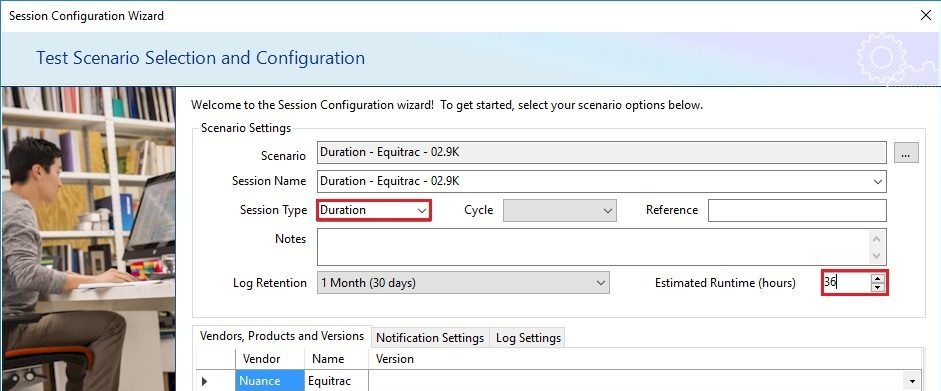 Session Configuration Wizard
Test Scenario Selection and Configuration
Welcome to the Session Configuration wizard! To get started, select your scenario options below.
Scenario Settings
Scenario Duration - Equitrac - 02.9K ...
Session Name Duration - Equitrac - 02.9K
Session Type Duration Cycle Reference
Notes
Log Retention 1 Month (30 days) Estimated Runtime (hours) 36
Vendors, Products and Versions Notification Settings Log Settings
Vendor Name Version
Nuance Equitrac